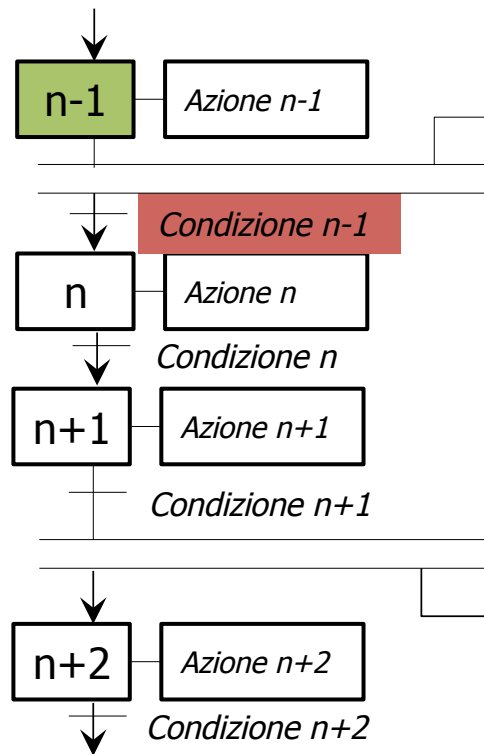 n-1
Azione n-1
Condizione n-1
n
Azione n
Condizione n
n+1
Azione n+1
Condizione n+1
n+2
Azione n+2
Condizione n+2